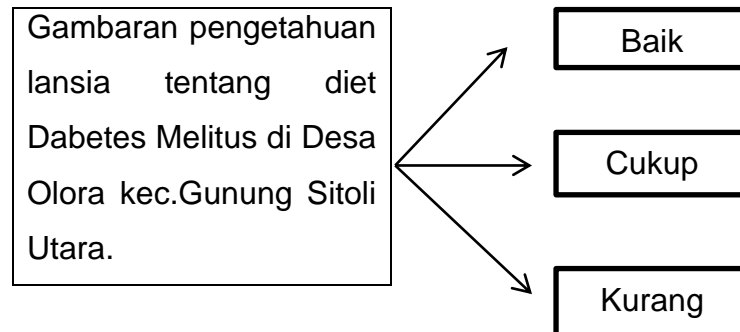 Gambaran pengetahuan
lansia tentang diet
Dabetes Melitus di Desa
Olora kec.Gunung Sitoli
Utara.
Baik
Cukup
Kurang